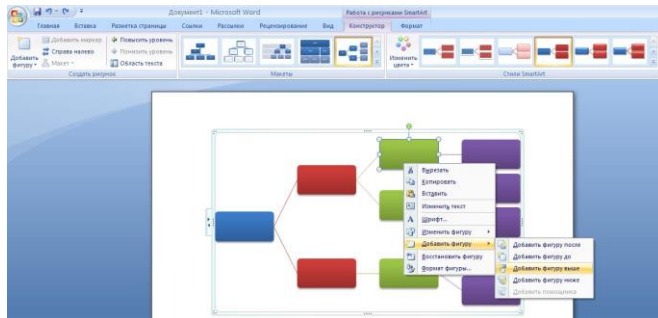 Документ1 - Microsoft Word
Работа с рисунками SmartArt
Главная Вставка Разметка страницы Ссылки Рассылки Рецензирование Вид Конструктор Формат
Добавить фигуру
Добавить маркер
Справа налево
Макет
Повысить уровень
Понизить уровень
Область текста
Изменить цвета
Создать рисунок Макеты Стили SmartArt
Вырезать
Копировать
Вставить
Изменить текст
Шрифт...
Изменить фигуру
Добавить фигуру
Восстановить фигуру
Формат фигуры...
Добавить фигуру после
Добавить фигуру до
Добавить фигуру выше
Добавить фигуру ниже
Добавить помощника